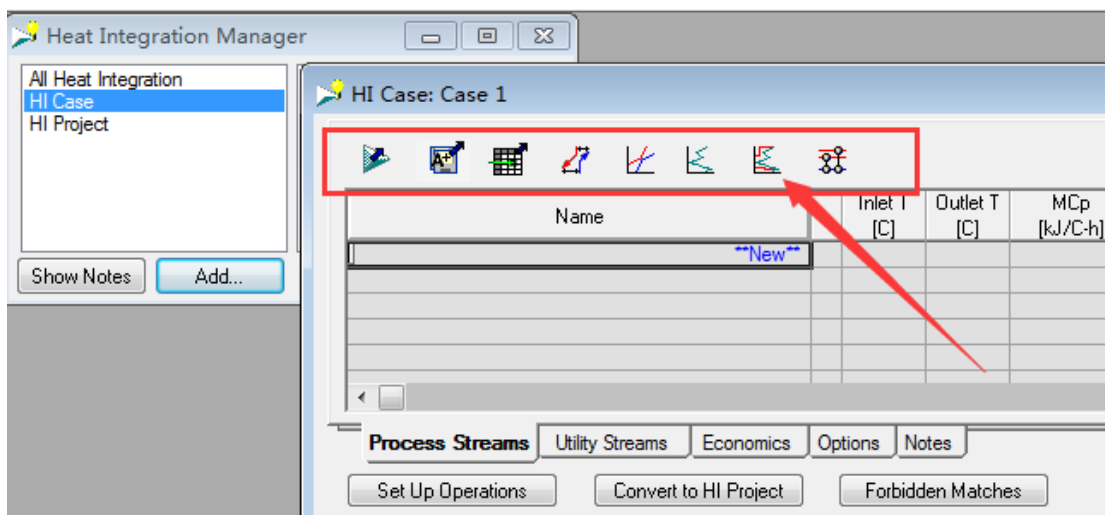 Heat Integration Manager
All Heat Integration
HI Case
HI Project
Show Notes
Add...
HI Case: Case 1
Name
Inlet T
[C]
Outlet T
[C]
MCp
[kJ/C-h]
**New**
Process Streams
Utility Streams
Economics
Options
Notes
Set Up Operations
Convert to HI Project
Forbidden Matches